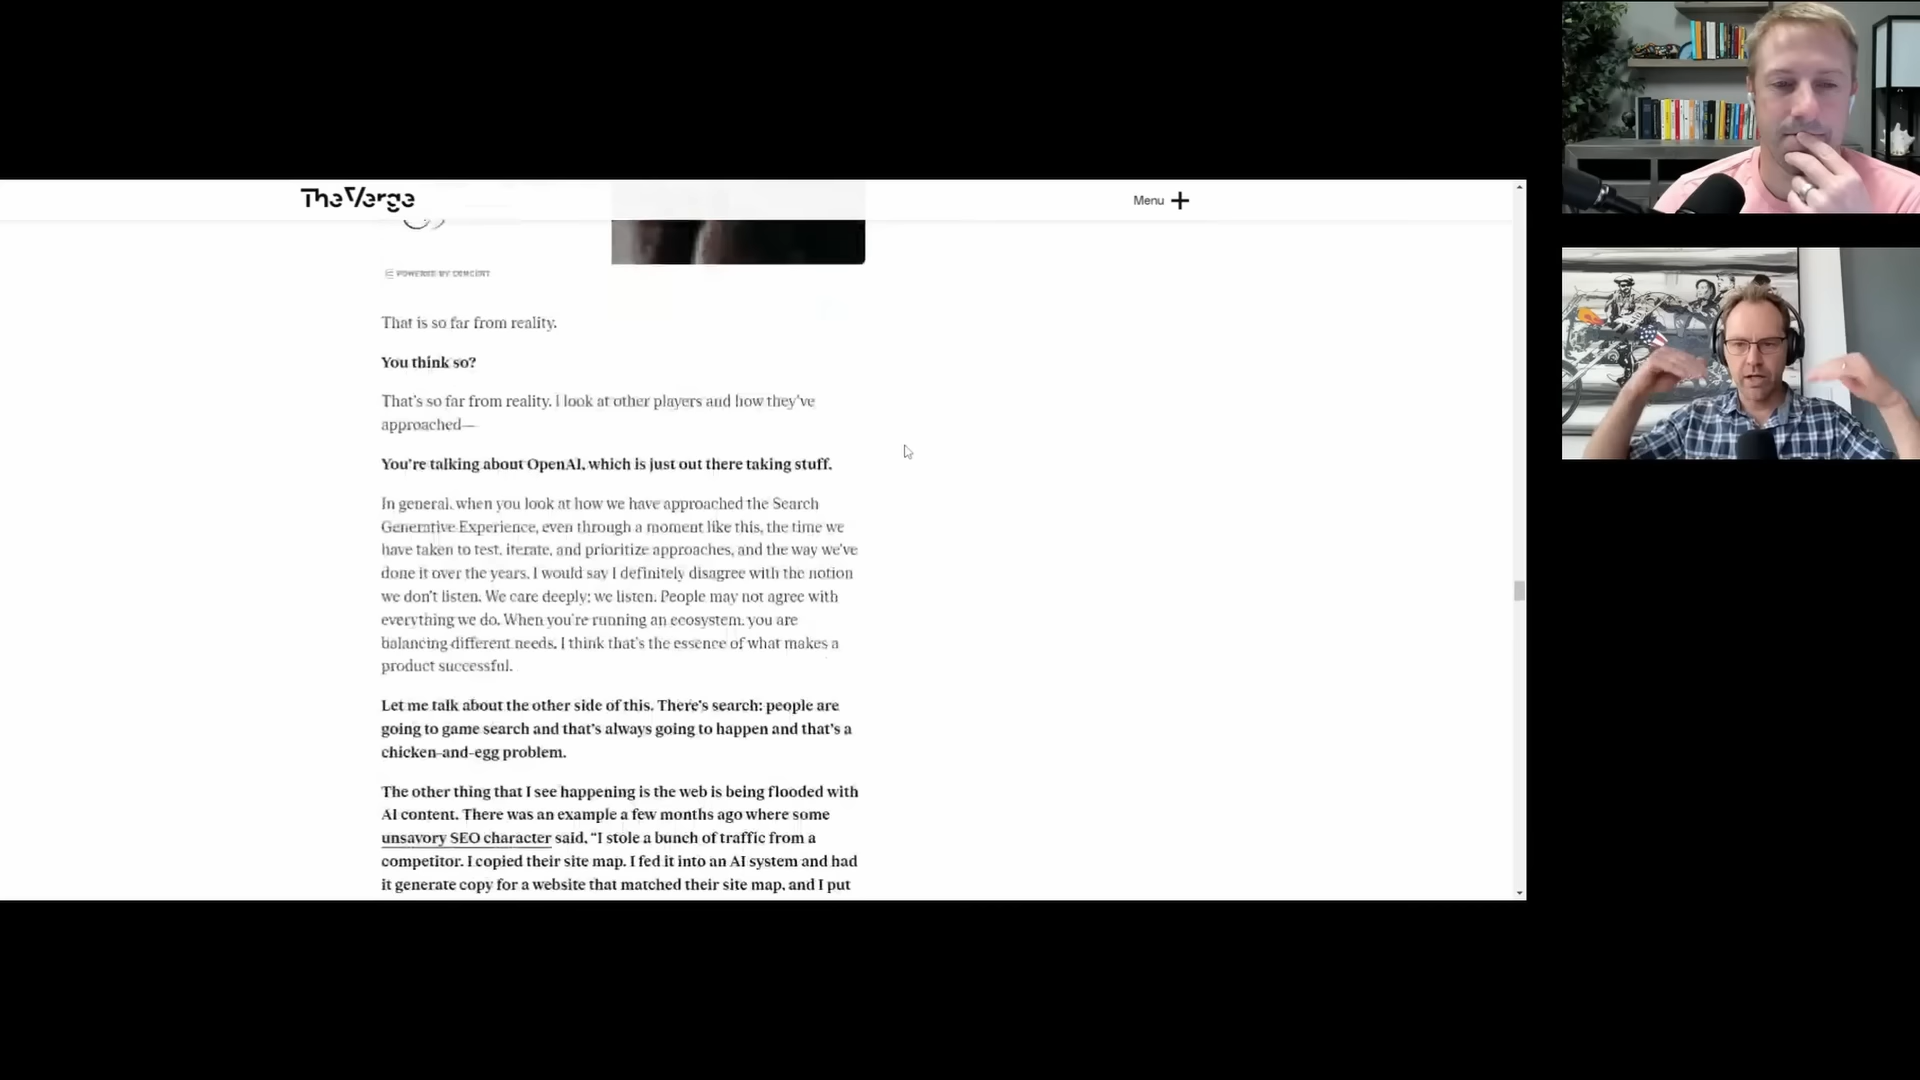 The Verge
Menu
POWERED BY CONCERT
That is so far from reality.
You think so?
That's so far from reality. I look at other players and how they've
approached—
You're talking about OpenAI, which is just out there taking stuff.
In general, when you look at how we have approached the Search
Generative Experience, even through a moment like this, the time we
have taken to test, iterate, and prioritize approaches, and the way we've
done it over the years, I would say I definitely disagree with the notion
we don't listen. We care deeply; we listen. People may not agree with
everything we do. When you're running an ecosystem, you are
balancing different needs. I think that's the essence of what makes a
product successful.
Let me talk about the other side of this. There's search: people are
going to game search and that's always going to happen and that's a
chicken-and-egg problem.
The other thing that I see happening is the web is being flooded with
AI content. There was an example a few months ago where some
unsavory SEO character said, “I stole a bunch of traffic from a
competitor. I copied their site map. I fed it into an AI system and had
it generate copy for a website that matched their site map, and I put